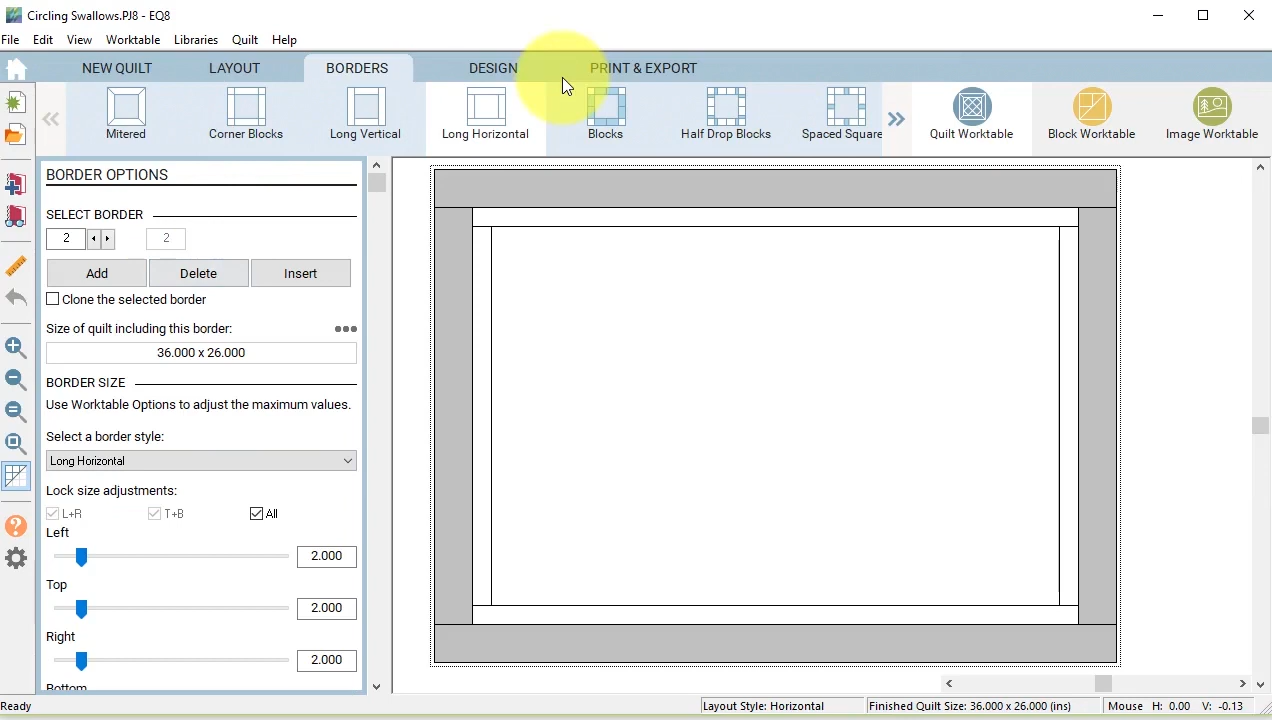 Circling Swallows.PJ8 - EQ8
File Edit View Worktable Libraries Quilt Help
NEW QUILT LAYOUT BORDERS DESIGN PRINT & EXPORT
Mitered Corner Blocks Long Vertical Long Horizontal Blocks Half Drop Blocks Spaced Square Quilt Worktable Block Worktable Image Worktable
BORDER OPTIONS
SELECT BORDER
2 2
Add Delete Insert
Clone the selected border
Size of quilt including this border:
36.000 x 26.000
BORDER SIZE
Use Worktable Options to adjust the maximum values.
Select a border style:
Long Horizontal
Lock size adjustments:
L+R T+B All
Left
2.000
Top
2.000
Right
2.000
Bottom
Ready Layout Style: Horizontal Finished Quilt Size: 36.000 x 26.000 (ins) Mouse H: 0.00 V: -0.13